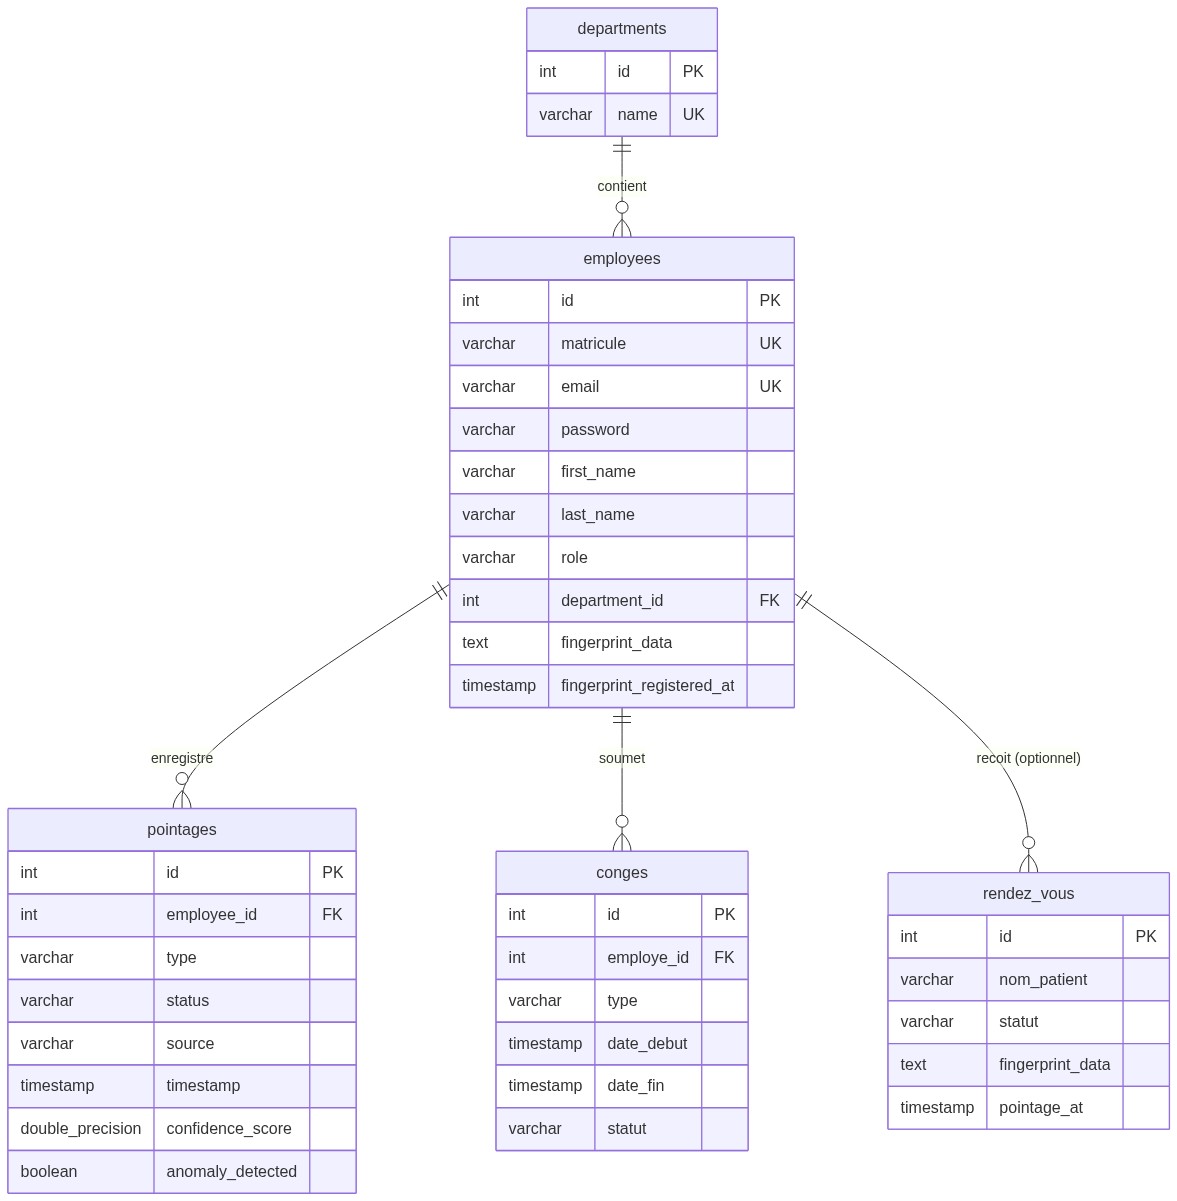 departments
int id PK
varchar name UK
contient
employees
int id PK
varchar matricule UK
varchar email UK
varchar password
varchar first_name
varchar last_name
varchar role
int department_id FK
text fingerprint_data
timestamp fingerprint_registered_at
enregistre
soumet
recoit (optionnel)
pointages
int id PK
int employee_id FK
varchar type
varchar status
varchar source
timestamp timestamp
double_precision confidence_score
boolean anomaly_detected
conges
int id PK
int employe_id FK
varchar type
timestamp date_debut
timestamp date_fin
varchar statut
rendez_vous
int id PK
varchar nom_patient
varchar statut
text fingerprint_data
timestamp pointage_at